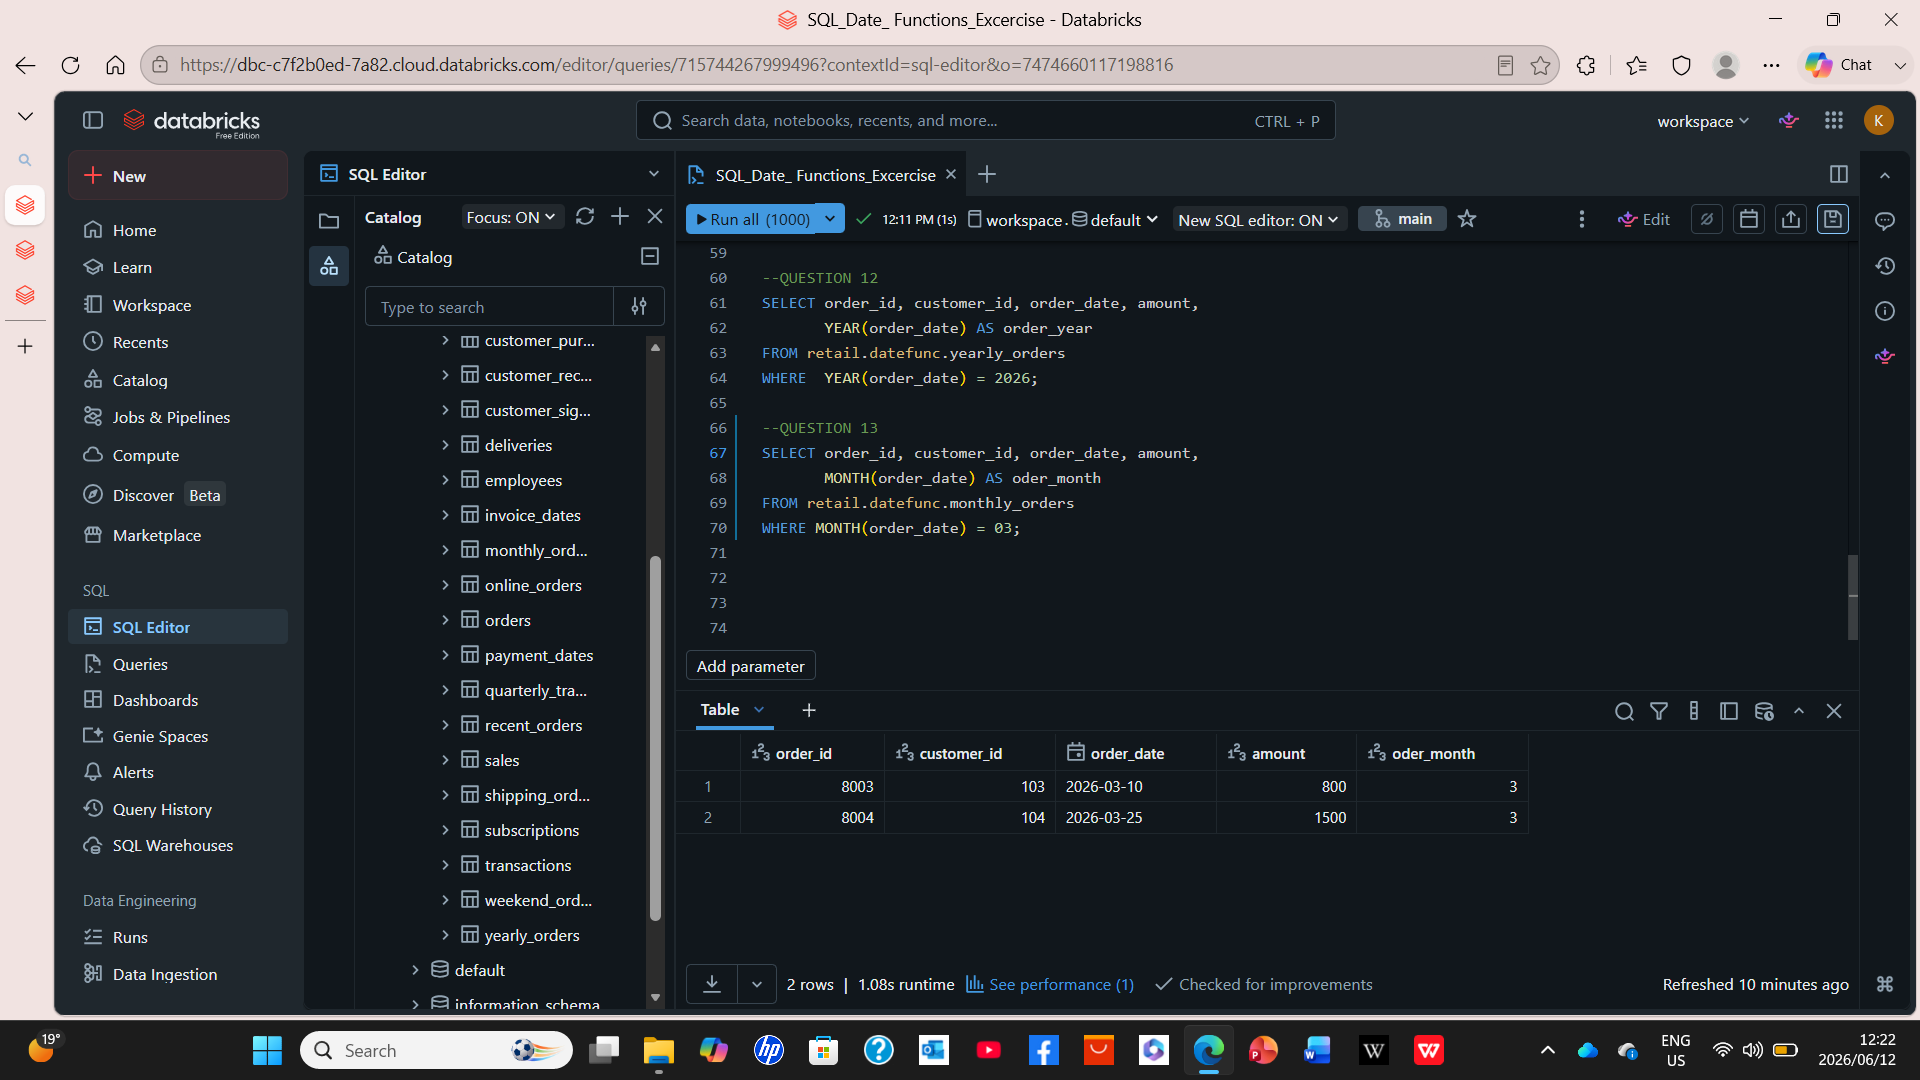 SQL_Date_ Functions_Excercise - Databricks
https://dbc-c7f2b0ed-7a82.cloud.databricks.com/editor/queries/715744267999496?contextId=sql-editor&o=7474660117198816
Chat
databricks
Free Edition
Search data, notebooks, recents, and more...
CTRL + P
workspace
K
New
Home
Learn
Workspace
Recents
Catalog
Jobs & Pipelines
Compute
Discover Beta
Marketplace
SQL
SQL Editor
Queries
Dashboards
Genie Spaces
Alerts
Query History
SQL Warehouses
Data Engineering
Runs
Data Ingestion
SQL Editor
Catalog
Focus: ON
Catalog
Type to search
customer_pur...
customer_rec...
customer_sig...
deliveries
employees
invoice_dates
monthly_ord...
online_orders
orders
payment_dates
quarterly_tra...
recent_orders
sales
shipping_ord...
subscriptions
transactions
weekend_ord...
yearly_orders
default
information_schema
SQL_Date_ Functions_Excercise
Run all (1000)
12:11 PM (1s)
workspace.
default
New SQL editor: ON
main
Edit
59
60 --QUESTION 12
61 SELECT order_id, customer_id, order_date, amount,
62 YEAR(order_date) AS order_year
63 FROM retail.datefunc.yearly_orders
64 WHERE YEAR(order_date) = 2026;
65
66 --QUESTION 13
67 SELECT order_id, customer_id, order_date, amount,
68 MONTH(order_date) AS oder_month
69 FROM retail.datefunc.monthly_orders
70 WHERE MONTH(order_date) = 03;
71
72
73
74
Add parameter
Table
order_id customer_id order_date amount oder_month
1 8003 103 2026-03-10 800 3
2 8004 104 2026-03-25 1500 3
2 rows | 1.08s runtime
See performance (1)
Checked for improvements
Refreshed 10 minutes ago
19°
Search
ENG
US
12:22
2026/06/12